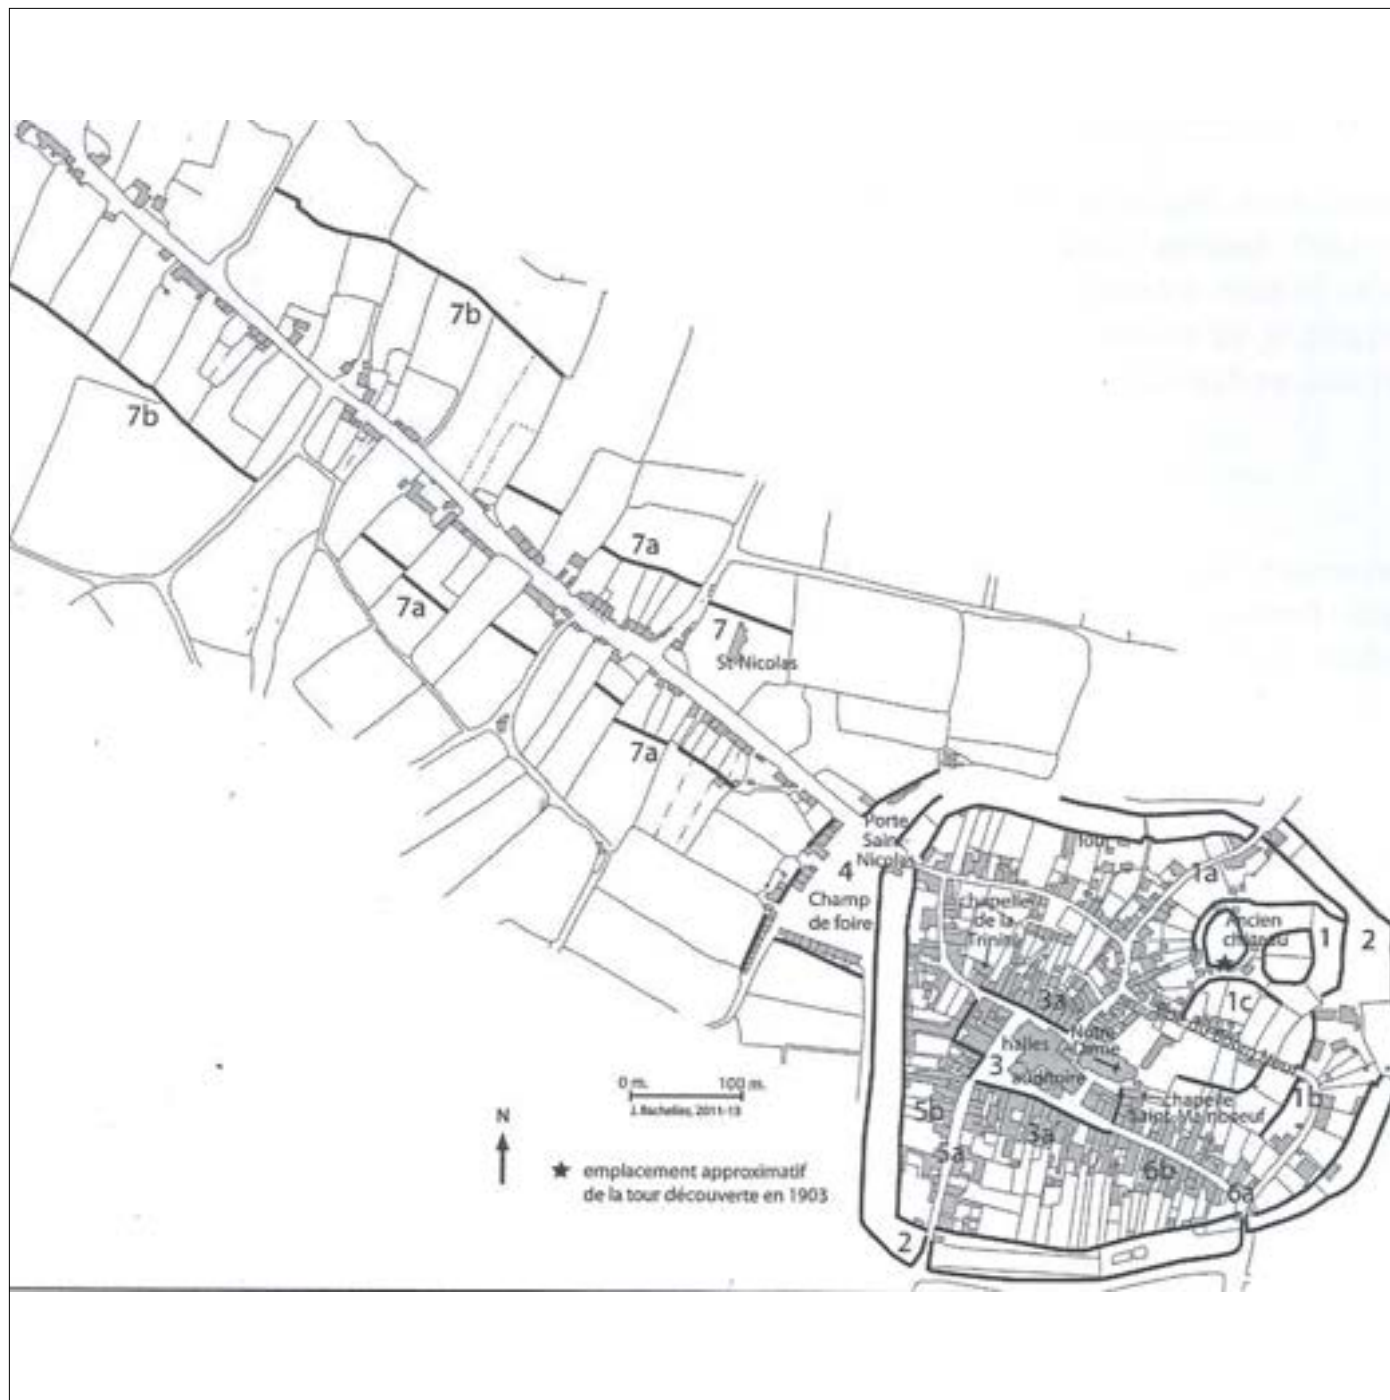 7b
7b
7a
7a
7
St-Nicolas
7a
Porte
Saint-
Nicolas
4
Champ
de foire
Tour
1a
chapelle
de la
Trinité
Ancien
château
1
2
3a
1c
Notre-
Dame
halles
3
auditoire
chapelle
Saint-Mainboeuf
1b
5b
3a
5a
6b
6a
2
0 m. 100 m.
J. Bachelier, 2011-13
N
★ emplacement approximatif
de la tour découverte en 1903